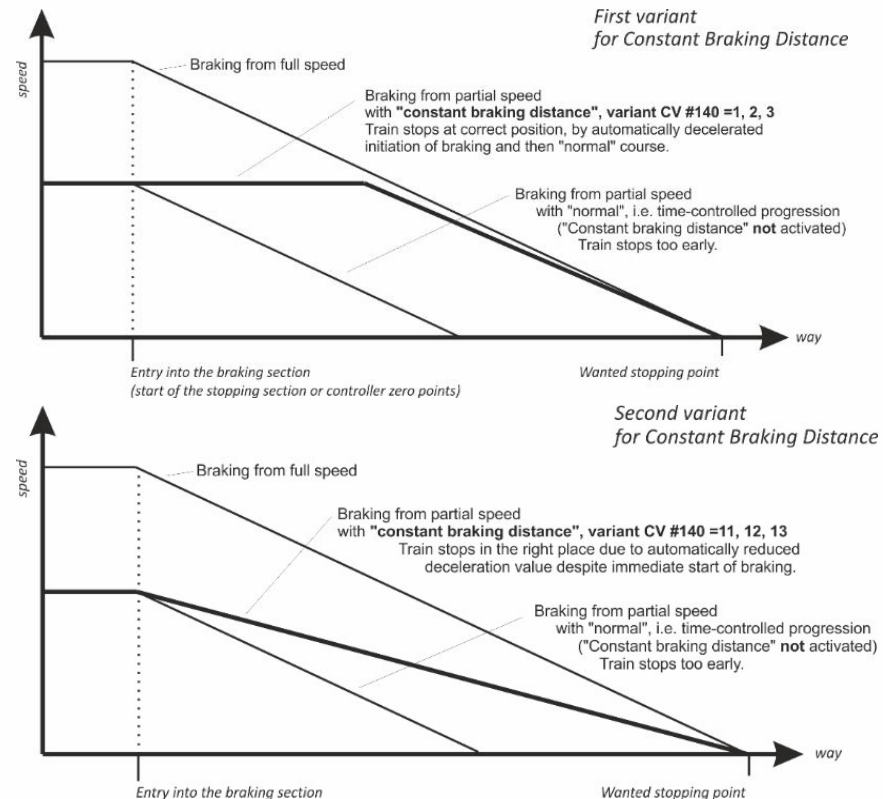 First variant
for Constant Braking Distance
speed
Braking from full speed
Braking from partial speed
with "constant braking distance", variant CV #140 =1, 2, 3
Train stops at correct position, by automatically decelerated
initiation of braking and then "normal" course.
Braking from partial speed
with "normal", i.e. time-controlled progression
("Constant braking distance" not activated)
Train stops too early.
way
Entry into the braking section
(start of the stopping section or controller zero points)
Wanted stopping point
Second variant
for Constant Braking Distance
speed
Braking from full speed
Braking from partial speed
with "constant braking distance", variant CV #140 =11, 12, 13
Train stops in the right place due to automatically reduced
deceleration value despite immediate start of braking.
Braking from partial speed
with "normal", i.e. time-controlled progression
("Constant braking distance" not activated)
Train stops too early.
way
Entry into the braking section
Wanted stopping point